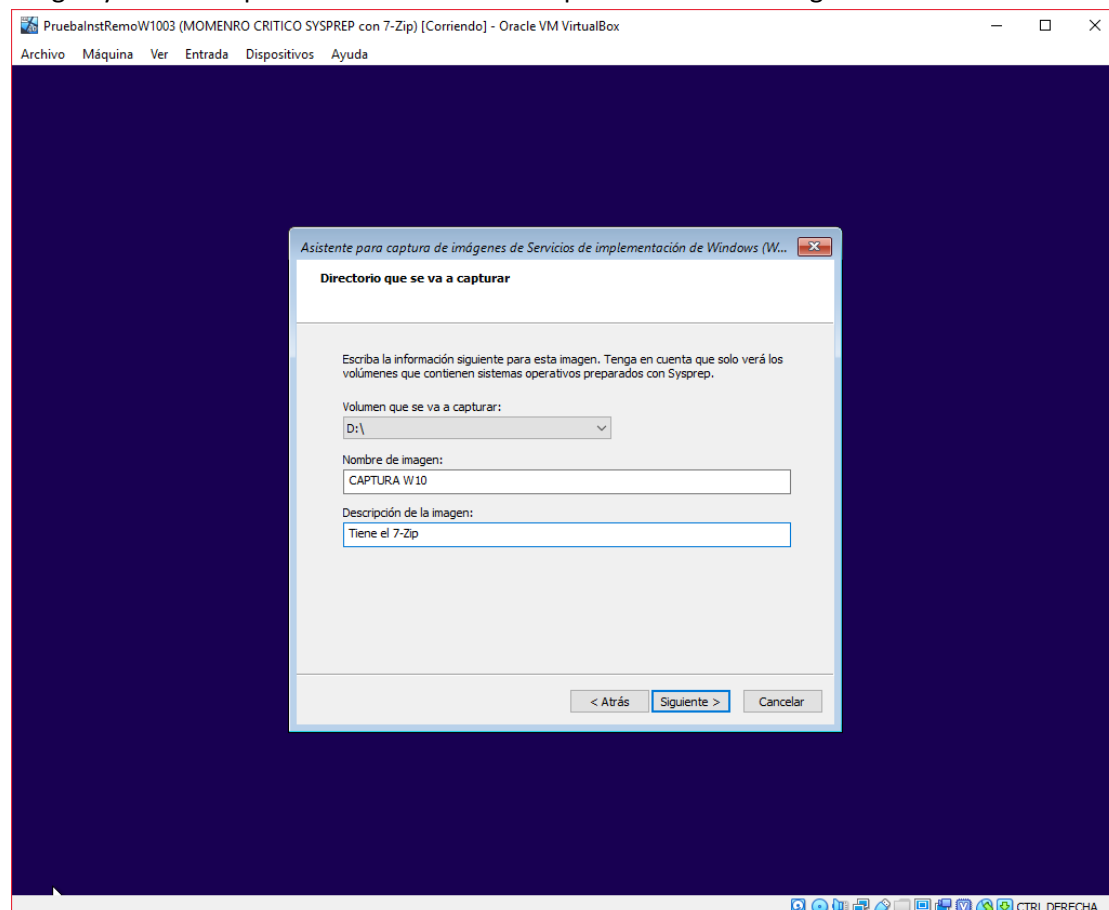 PruebaInstRemoW1003 (MOMENRO CRITICO SYSPREP con 7-Zip) [Corriendo] - Oracle VM VirtualBox
Archivo Máquina Ver Entrada Dispositivos Ayuda
Asistente para captura de imágenes de Servicios de implementación de Windows (W...
Directorio que se va a capturar
Escriba la información siguiente para esta imagen. Tenga en cuenta que solo verá los
volúmenes que contienen sistemas operativos preparados con Sysprep.
Volumen que se va a capturar:
D:\
Nombre de imagen:
CAPTURA W10
Descripción de la imagen:
Tiene el 7-Zip
< Atrás Siguiente > Cancelar
CTRL DERECHA